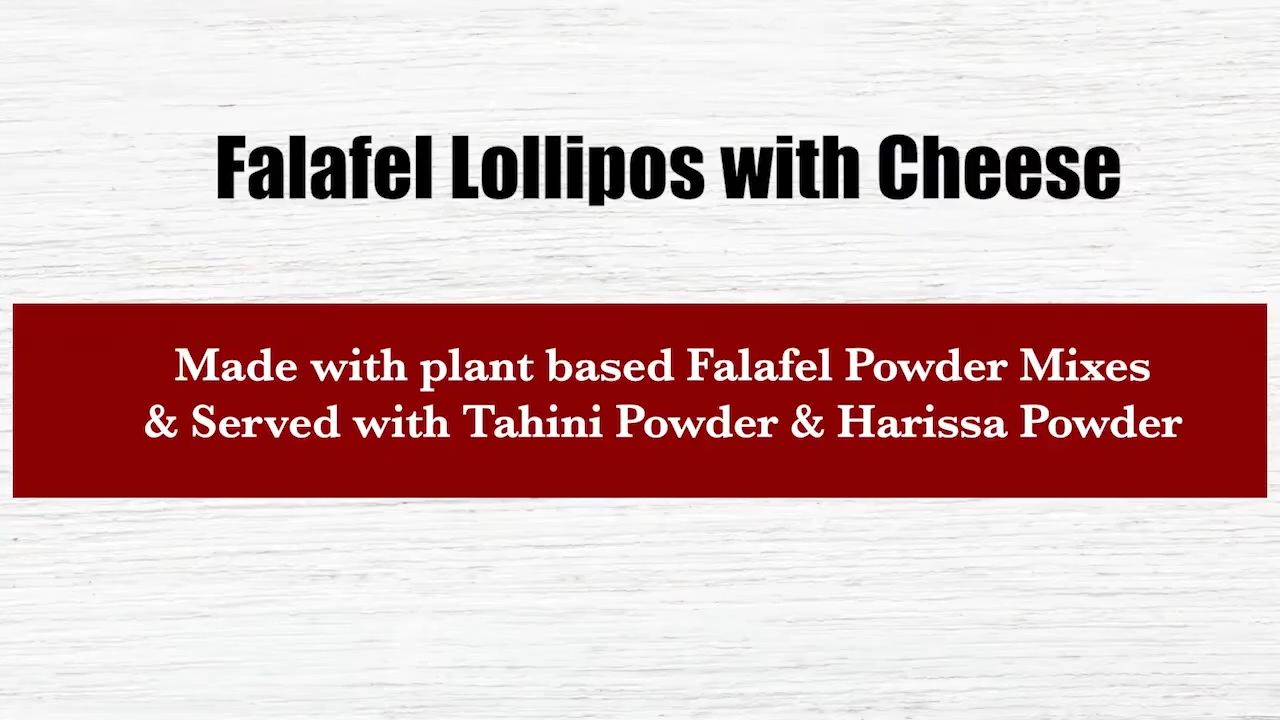 Falafel Lollipos with Cheese
Made with plant based Falafel Powder Mixes
& Served with Tahini Powder & Harissa Powder